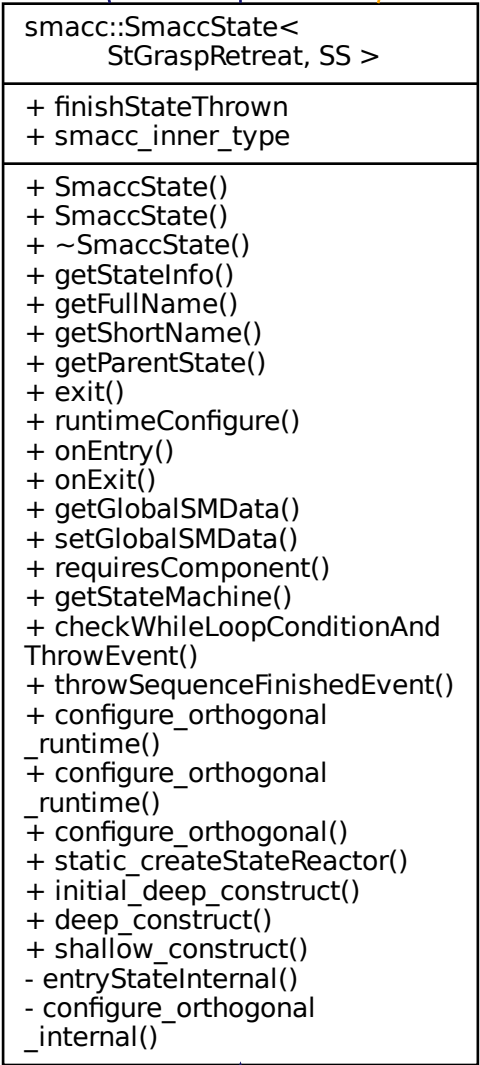 smacc::SmaccState<
StGraspRetreat, SS >
+ finishStateThrown
+ smacc_inner_type
+ SmaccState()
+ SmaccState()
+ ~SmaccState()
+ getStateInfo()
+ getFullName()
+ getShortName()
+ getParentState()
+ exit()
+ runtimeConfigure()
+ onEntry()
+ onExit()
+ getGlobalSMData()
+ setGlobalSMData()
+ requiresComponent()
+ getStateMachine()
+ checkWhileLoopConditionAnd
ThrowEvent()
+ throwSequenceFinishedEvent()
+ configure_orthogonal
_runtime()
+ configure_orthogonal
_runtime()
+ configure_orthogonal()
+ static_createStateReactor()
+ initial_deep_construct()
+ deep_construct()
+ shallow_construct()
- entryStateInternal()
- configure_orthogonal
_internal()